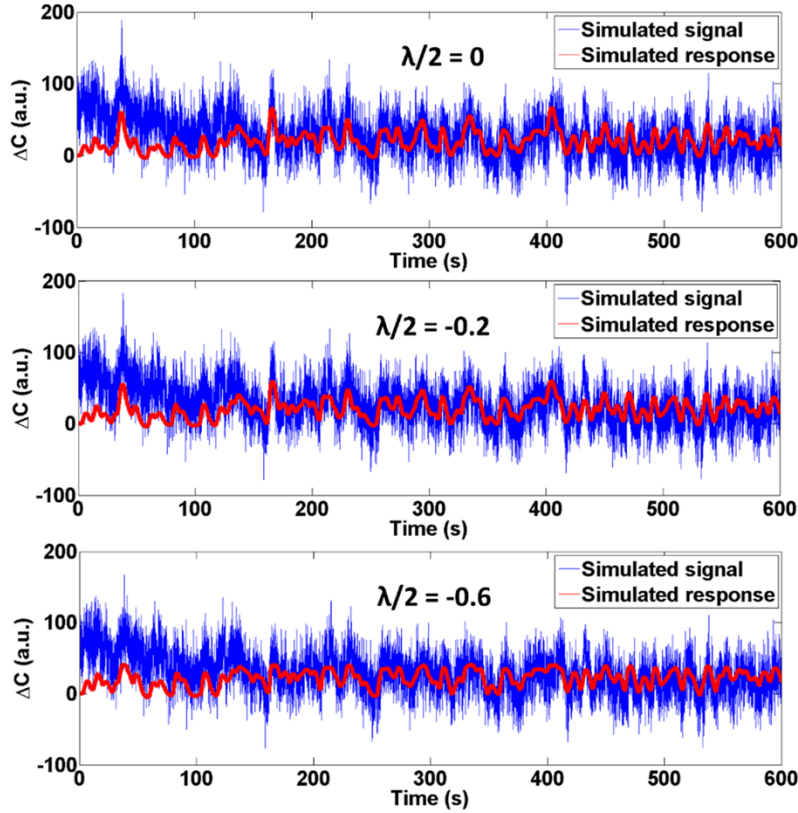 200
Simulated signal
Simulated response
λ/2 = 0
100
0
-100
ΔC (a.u.)
0 100 200 300 400 500 600
Time (s)
200
Simulated signal
Simulated response
λ/2 = -0.2
100
0
-100
ΔC (a.u.)
0 100 200 300 400 500 600
Time (s)
200
Simulated signal
Simulated response
λ/2 = -0.6
100
0
-100
ΔC (a.u.)
0 100 200 300 400 500 600
Time (s)